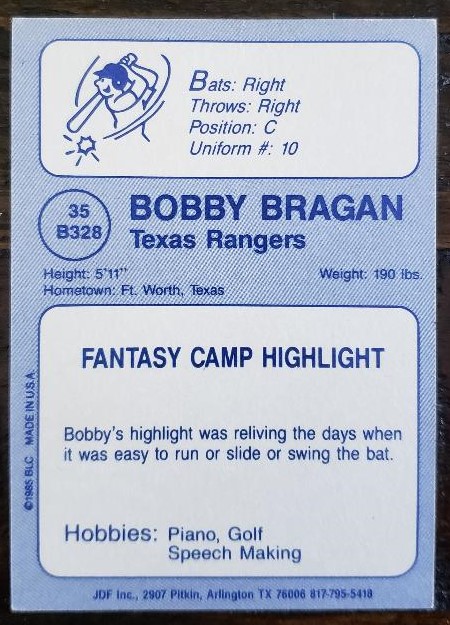 Bats: Right
Throws: Right
Position: C
Uniform #: 10
35
B328
BOBBY BRAGAN
Texas Rangers
Height: 5'11"
Weight: 190 lbs.
Hometown: Ft. Worth, Texas
FANTASY CAMP HIGHLIGHT
Bobby's highlight was reliving the days when
it was easy to run or slide or swing the bat.
Hobbies: Piano, Golf
Speech Making
©1985 BLC MADE IN U.S.A.
JDF Inc., 2907 Pitkin, Arlington TX 76006 817-795-5418